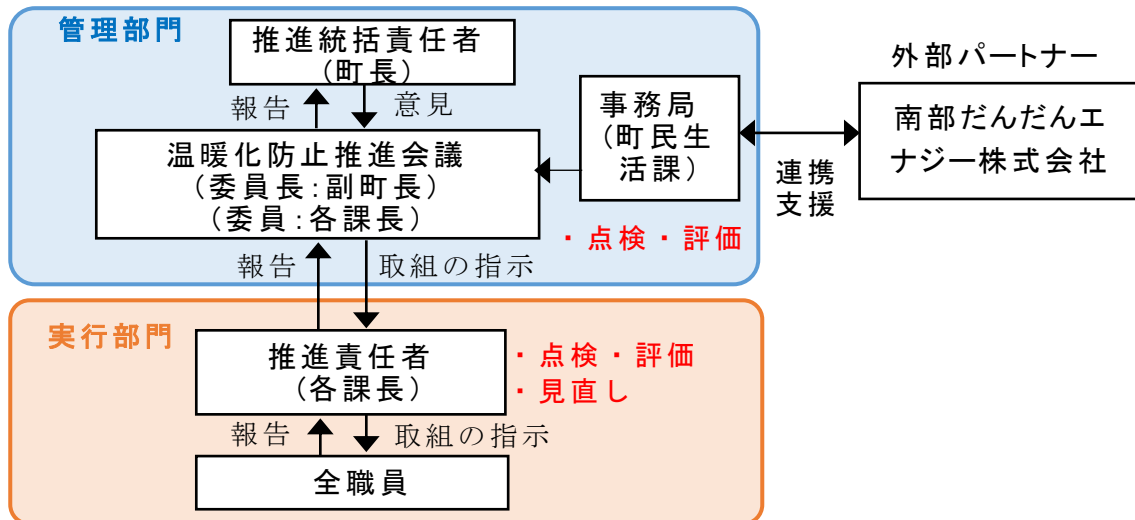 管理部門
推進統括責任者
(町長)
報告
意見
温暖化防止推進会議
(委員長:副町長)
(委員:各課長)
事務局
(町民生
活課)
・点検・評価
連携
支援
外部パートナー
南部だんだんエ
ナジー株式会社
報告
取組の指示
実行部門
推進責任者
(各課長)
・点検・評価
・見直し
報告
取組の指示
全職員